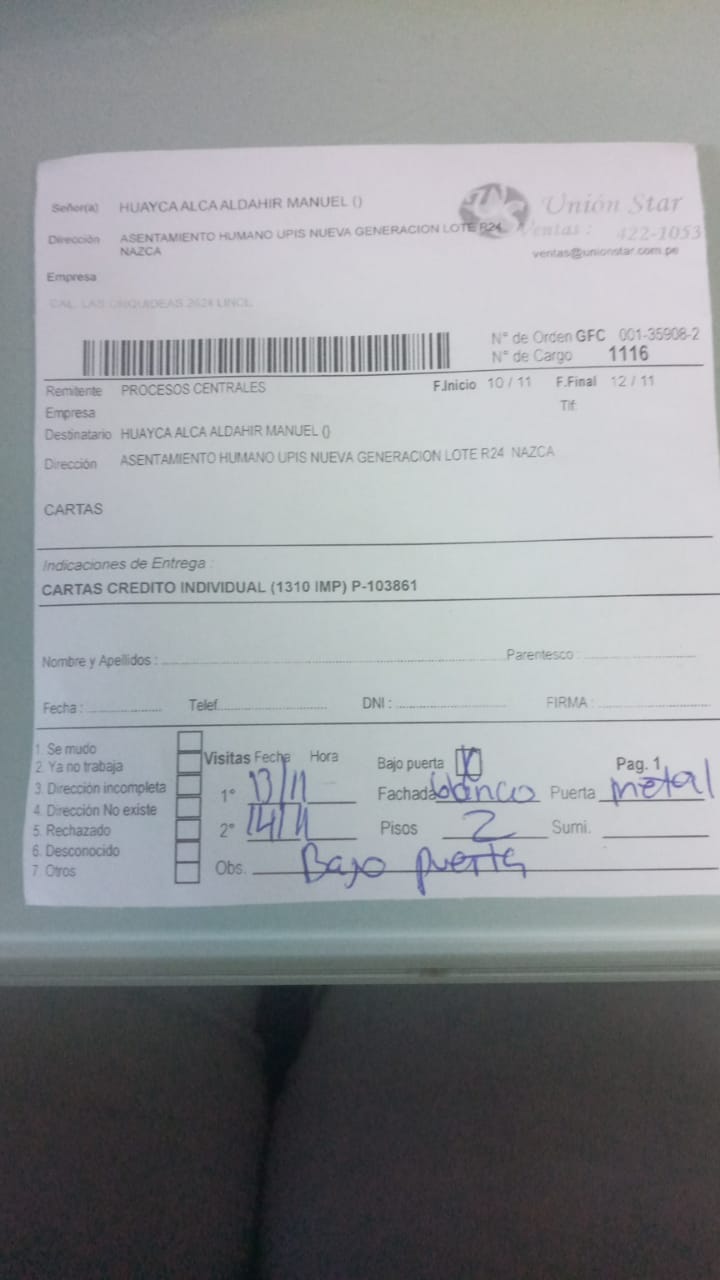 Señor(a) HUAYCA ALCA ALDAHIR MANUEL ()
Unión Star
Dirección ASENTAMIENTO HUMANO UPIS NUEVA GENERACION LOTE R24
NAZCA
Ventas : 422-1053
ventas@unionstar.com.pe
Empresa
CAL. LAS ORQUIDEAS 2624 LINCE
N° de Orden GFC 001-35908-2
N° de Cargo 1116
Remitente PROCESOS CENTRALES F.Inicio 10 / 11 F.Final 12 / 11
Empresa Tlf:
Destinatario HUAYCA ALCA ALDAHIR MANUEL ()
Dirección ASENTAMIENTO HUMANO UPIS NUEVA GENERACION LOTE R24 NAZCA
CARTAS
Indicaciones de Entrega :
CARTAS CREDITO INDIVIDUAL (1310 IMP) P-103861
Nombre y Apellidos : Parentesco :
Fecha : Telef. DNI : FIRMA :
1. Se mudo
2. Ya no trabaja
3. Dirección incompleta
4. Dirección No existe
5. Rechazado
6. Desconocido
7. Otros
Visitas Fecha Hora Bajo puerta X Pag. 1
1° 13/11 Fachada blanco Puerta metal
2° 14/11 Pisos 2 Sumi.
Obs. Bajo puerta